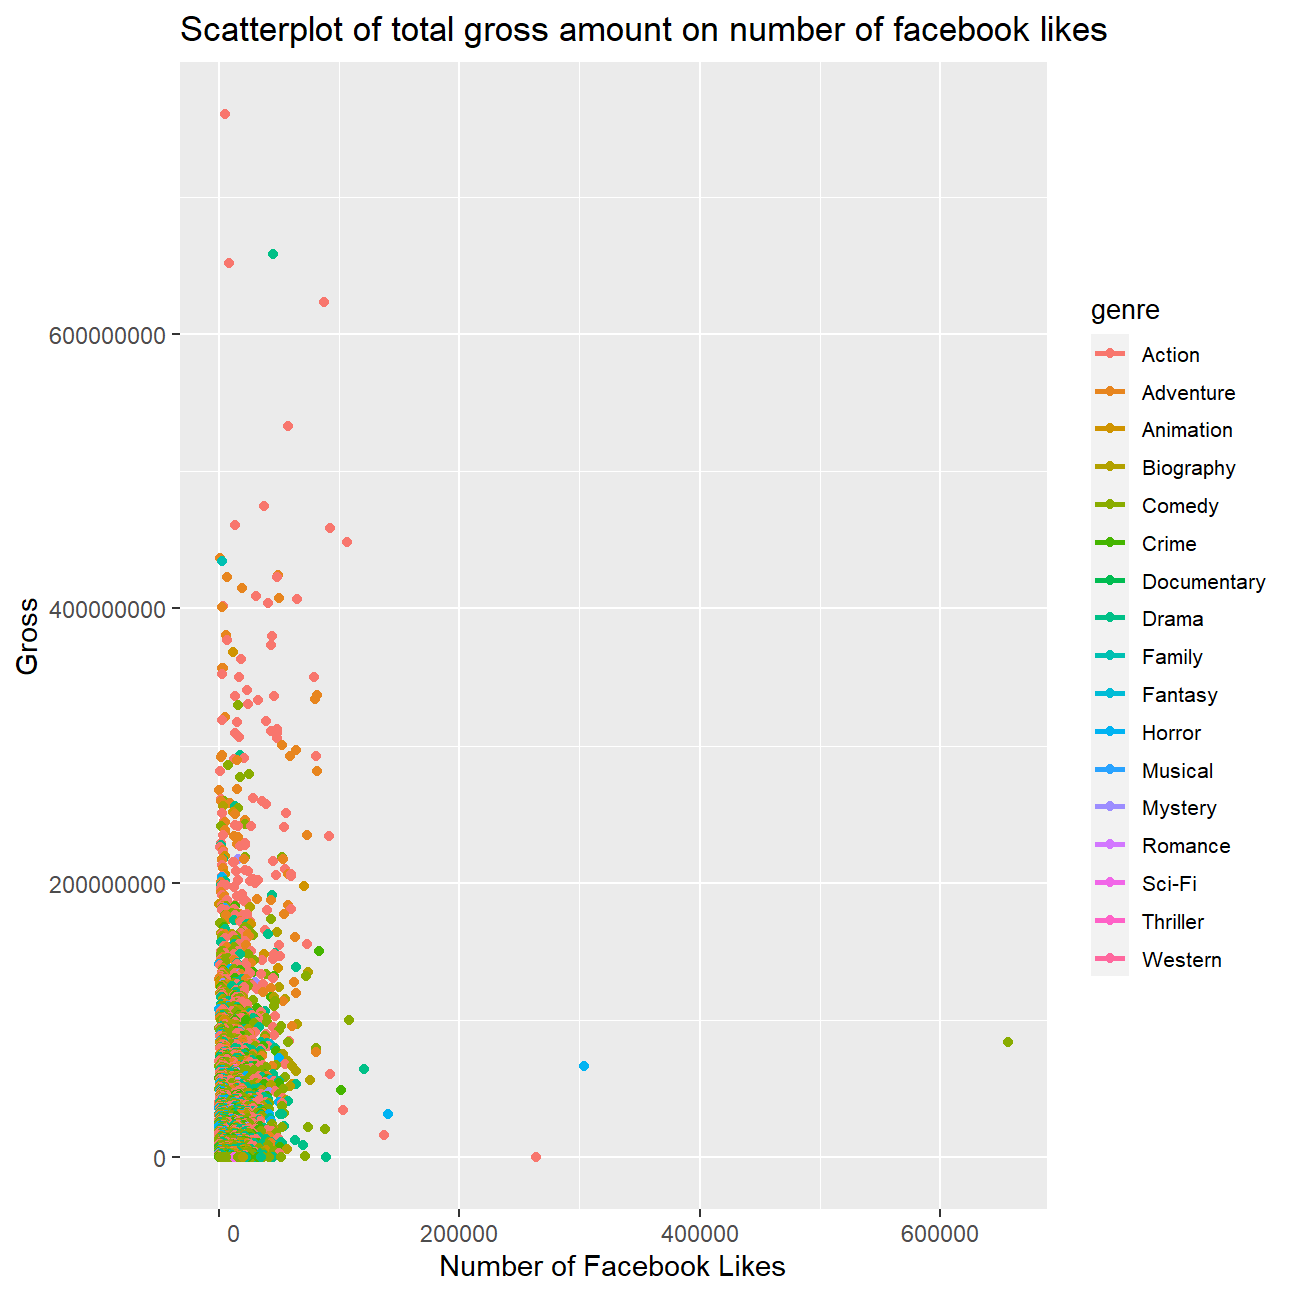 Scatterplot of total gross amount on number of facebook likes
Gross
600000000
400000000
200000000
0
0
200000
400000
600000
Number of Facebook Likes
genre
Action
Adventure
Animation
Biography
Comedy
Crime
Documentary
Drama
Family
Fantasy
Horror
Musical
Mystery
Romance
Sci-Fi
Thriller
Western